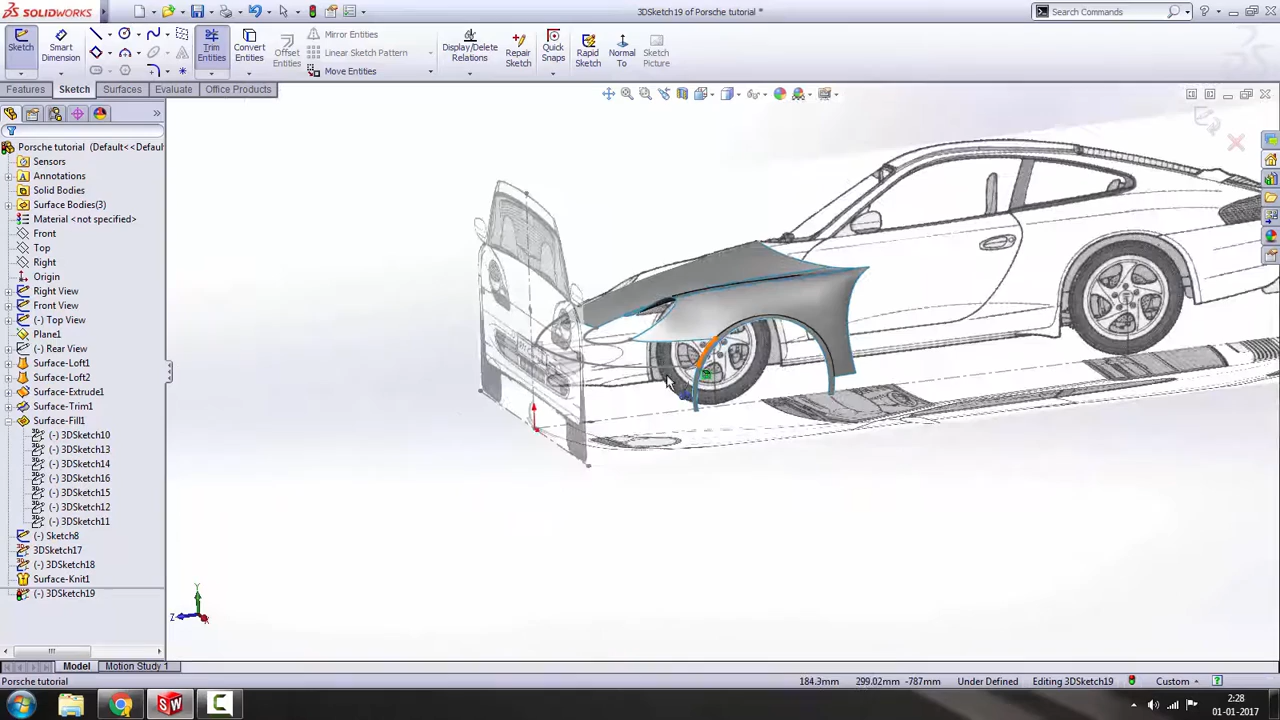 SOLIDWORKS
3DSketch19 of Porsche tutorial *
Search Commands
Sketch
Smart Dimension
Trim Entities
Convert Entities
Offset Entities
Mirror Entities
Linear Sketch Pattern
Move Entities
Display/Delete Relations
Repair Sketch
Quick Snaps
Rapid Sketch
Normal To
Sketch Picture
Features
Sketch
Surfaces
Evaluate
Office Products
Porsche tutorial (Default<<Defau
Sensors
Annotations
Solid Bodies
Surface Bodies(3)
Material <not specified>
Front
Top
Right
Origin
Right View
Front View
(-) Top View
Plane1
(-) Rear View
Surface-Loft1
Surface-Loft2
Surface-Extrude1
Surface-Trim1
Surface-Fill1
(-) 3DSketch10
(-) 3DSketch13
(-) 3DSketch14
(-) 3DSketch16
(-) 3DSketch15
(-) 3DSketch12
(-) 3DSketch11
(-) Sketch8
3DSketch17
(-) 3DSketch18
Surface-Knit1
(-) 3DSketch19
Y
Z
X
Model
Motion Study 1
Porsche tutorial
184.3mm
299.02mm -787mm
Under Defined
Editing 3DSketch19
Custom
2:28
01-01-2017